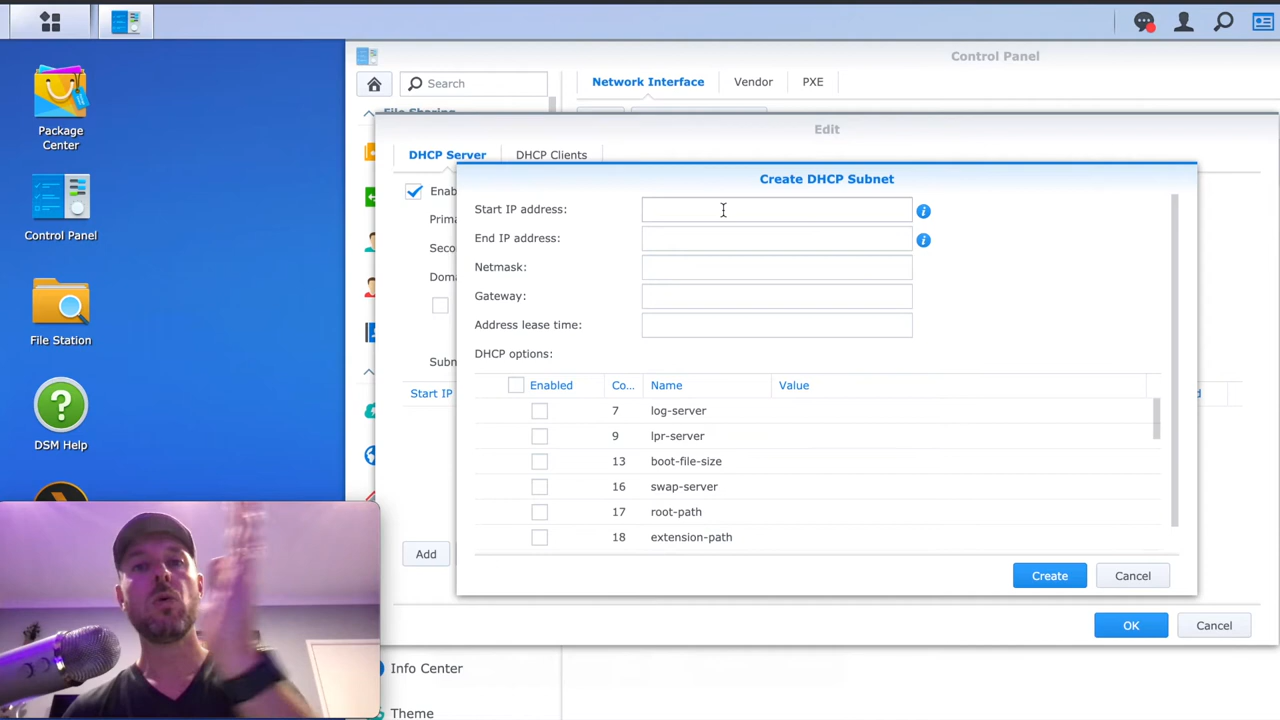 Control Panel
Search
Network Interface
Vendor
PXE
Package
Center
File Sharing
Edit
DHCP Server
DHCP Clients
Create DHCP Subnet
Enab
Start IP address:
Prima
Control Panel
Seco
End IP address:
Doma
Netmask:
Gateway:
Address lease time:
File Station
DHCP options:
Subn
Start IP
Enabled
Co...
Name
Value
d
7
log-server
9
lpr-server
DSM Help
13
boot-file-size
16
swap-server
17
root-path
18
extension-path
Add
Create
Cancel
OK
Cancel
Info Center
Theme